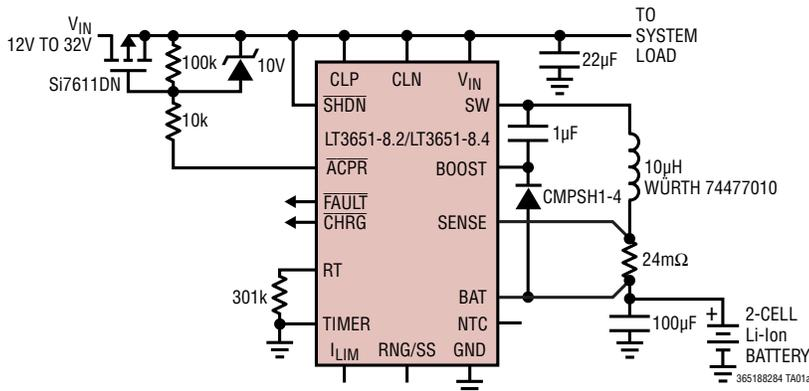 VIN
12V TO 32V
Si7611DN
100k
10V
10k
TO
SYSTEM
LOAD
22µF
CLP
CLN
VIN
SHDN
SW
LT3651-8.2/LT3651-8.4
1µF
ACPR
BOOST
10µH
WÜRTH 74477010
FAULT
CHRG
CMPSH1-4
SENSE
RT
24mΩ
301k
BAT
TIMER
NTC
100µF
+
2-CELL
Li-Ion
BATTERY
ILIM
RNG/SS
GND
365188284 TA01a